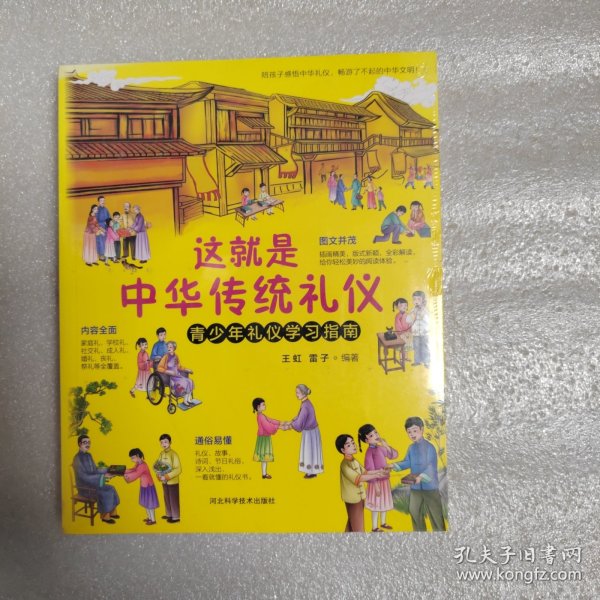 陪孩子感悟中华礼仪，畅游了不起的中华文明！
这就是
中华传统礼仪
青少年礼仪学习指南
王虹 雷子·编著
图文并茂
插画精美，版式新颖，全彩解读，
给你轻松美妙的阅读体验。
内容全面
家庭礼、学校礼、
社交礼、成人礼、
婚礼、丧礼、
祭礼等全覆盖。
通俗易懂
礼仪、故事、
诗词、节日礼俗，
深入浅出，
一看就懂的礼仪书。
河北科学技术出版社
孔夫子旧书网
www.kongfz.com